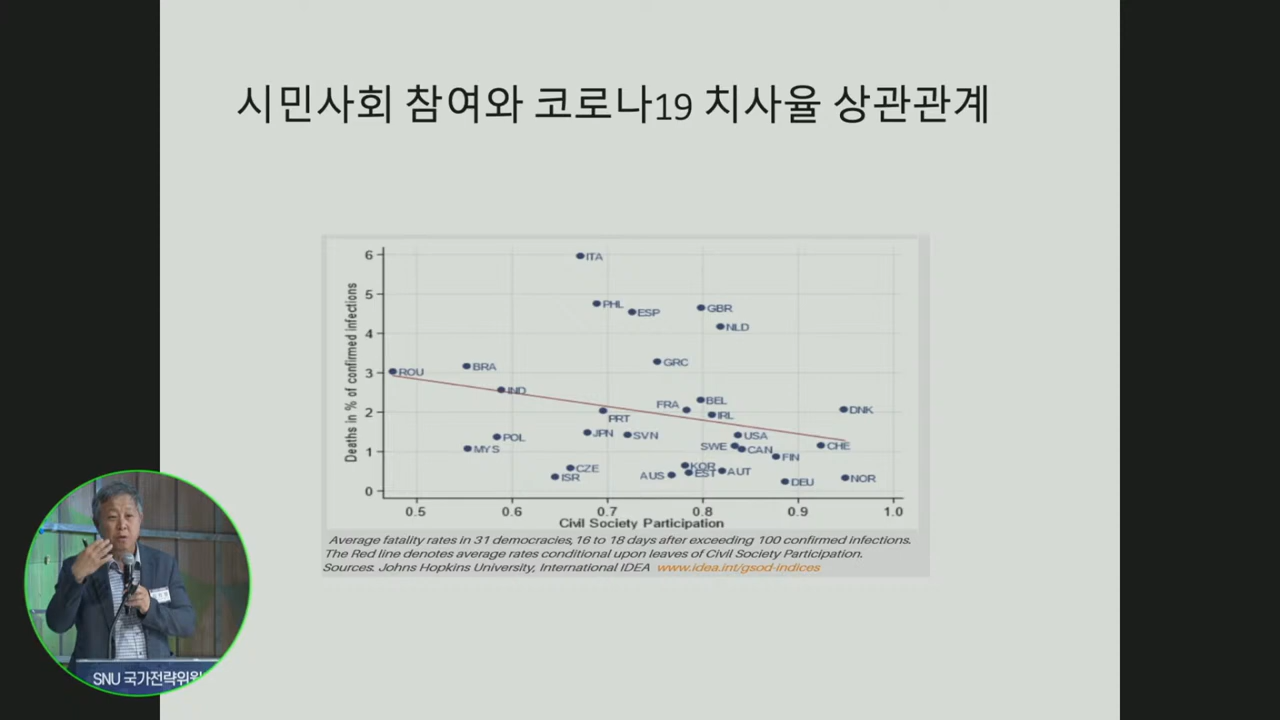 시민사회 참여와 코로나19 치사율 상관관계
Deaths in % of confirmed infections
6
5
4
3
2
1
0
ITA
PHL
ESP
GBR
NLD
GRC
BRA
ROU
IND
BEL
FRA
DNK
IRL
PRT
JPN
SVN
USA
POL
SWE
CAN
CHE
MYS
FIN
KOR
CZE
EST
AUT
AUS
ISR
DEU
NOR
0.5 0.6 0.7 0.8 0.9 1.0
Civil Society Participation
Average fatality rates in 31 democracies, 16 to 18 days after exceeding 100 confirmed infections.
The Red line denotes average rates conditional upon leaves of Civil Society Participation.
Sources. Johns Hopkins University, International IDEA www.idea.int/gsod-indices
SNU 국가전략위원